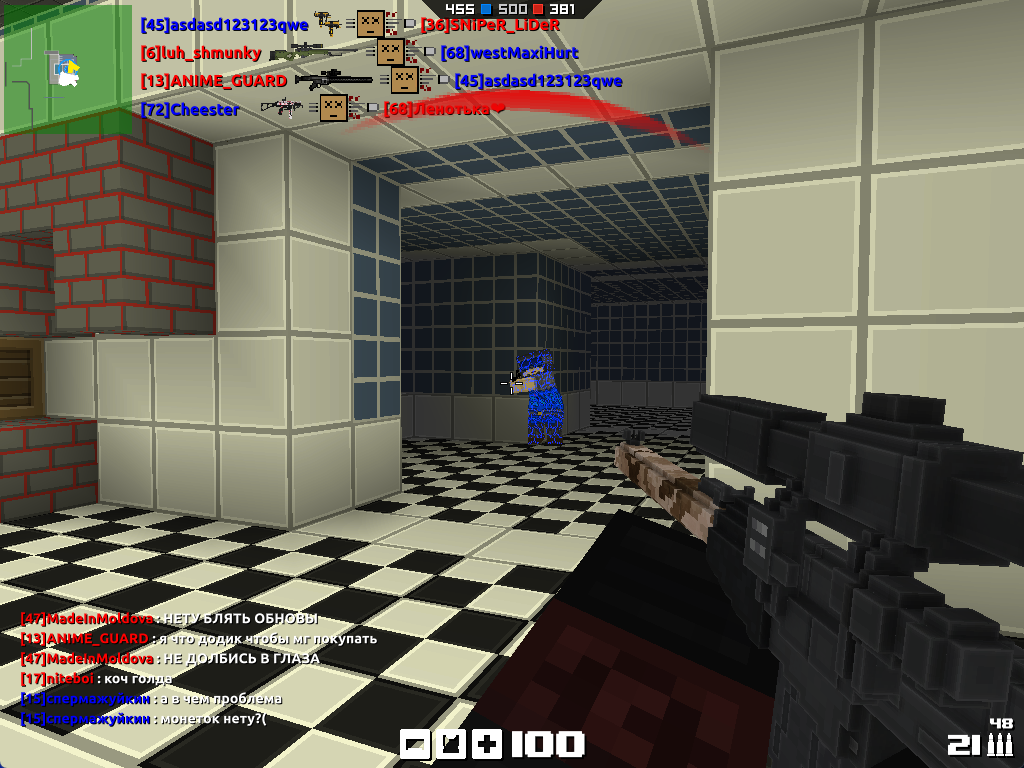 455 500 381
[45]asdasd123123qwe [36]SNiPeR_LiDeR
[6]luh_shmunky [68]westMaxiHurt
[13]ANIME_GUARD [45]asdasd123123qwe
[72]Cheester [68]Ленотька❤
[47]MadeInMoldova : НЕТУ БЛЯТЬ ОБНОВЫ
[13]ANIME_GUARD : я что додик чтобы мг покупать
[47]MadeInMoldova : НЕ ДОЛБИСЬ В ГЛАЗА
[17]niteboi : коч голда
[15]спермажуйкин : а в чем проблема
[15]спермажуйкин : монеток нету?(
100
48
21